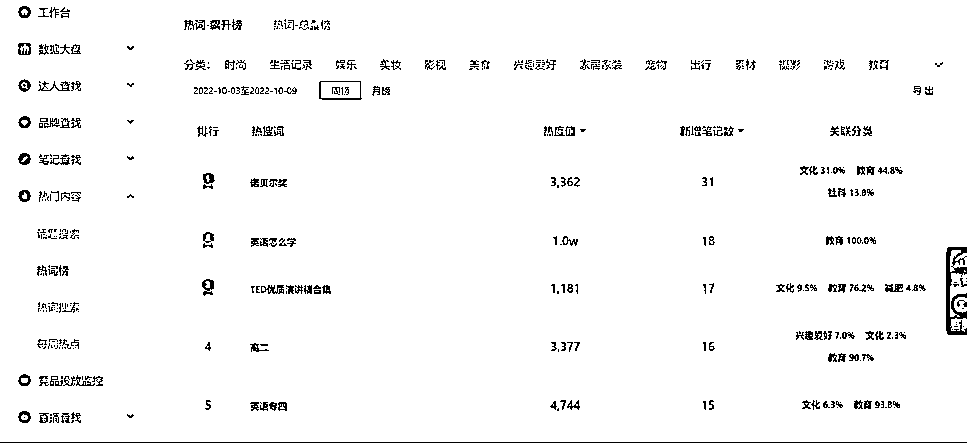 工作台
数据大盘
达人查找
品牌查找
笔记查找
热门内容
话题搜索
热词榜
热词搜索
每周热点
竞品投放监控
直播查找
热词-飙升榜 热词-总量榜
分类： 时尚 生活记录 娱乐 美妆 影视 美食 兴趣爱好 家居家装 宠物 出行 素材 摄影 游戏 教育
2022-10-03至2022-10-09 周榜 月榜 导出
排行 热搜词 热度值 新增笔记数 关联分类
诺贝尔奖 3,362 31 文化 31.0% 教育 44.8%
社科 13.8%
英语怎么学 1.0w 18 教育 100.0%
TED优质演讲稿合集 1,181 17 文化 9.5% 教育 76.2% 减肥 4.8%
4 高二 3,377 16 兴趣爱好 7.0% 文化 2.3%
教育 90.7%
5 英语专四 4,744 15 文化 6.3% 教育 93.8%